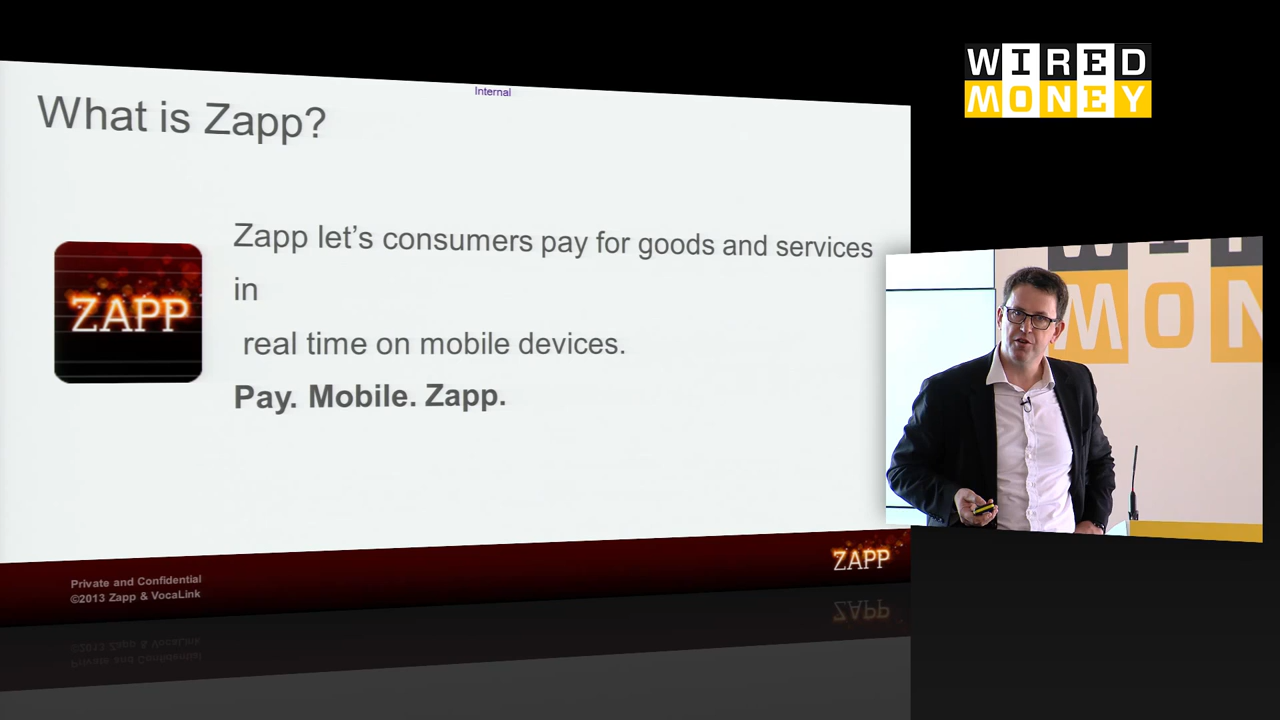 Internal
What is Zapp?
WIRED
MONEY
ZAPP
Zapp let's consumers pay for goods and services
in
real time on mobile devices.
Pay. Mobile. Zapp.
MON
ZAPP
Private and Confidential
©2013 Zapp & VocaLink